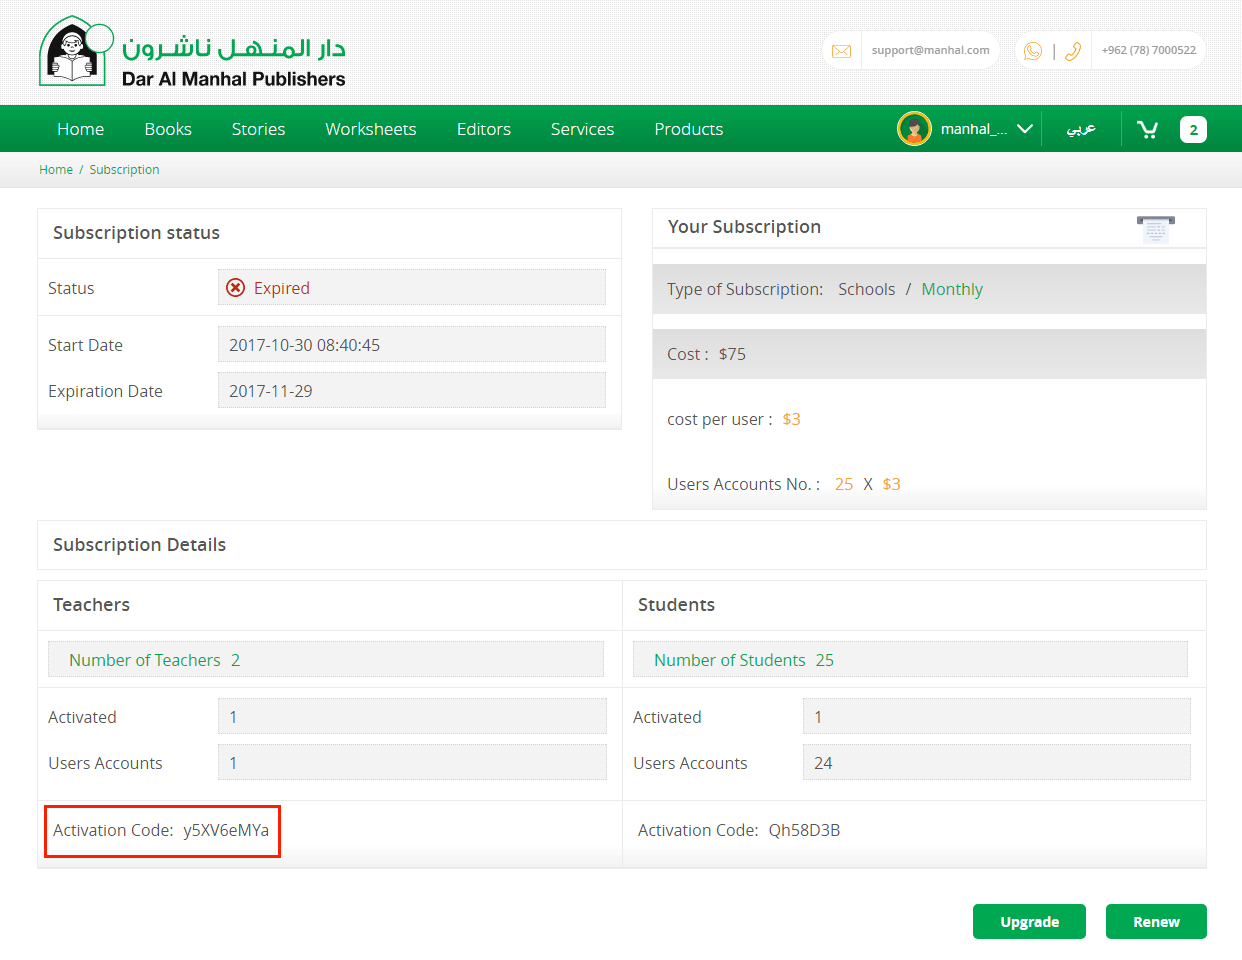 دار المنهل ناشرون
Dar Al Manhal Publishers
support@manhal.com
| +962 (78) 7000522
Home Books Stories Worksheets Editors Services Products manhal_... عربي 2
Home / Subscription
Subscription status
Status Expired
Start Date 2017-10-30 08:40:45
Expiration Date 2017-11-29
Your Subscription
Type of Subscription: Schools / Monthly
Cost : $75
cost per user : $3
Users Accounts No. : 25 X $3
Subscription Details
Teachers
Number of Teachers 2
Activated 1
Users Accounts 1
Activation Code: y5XV6eMYa
Students
Number of Students 25
Activated 1
Users Accounts 24
Activation Code: Qh58D3B
Upgrade Renew